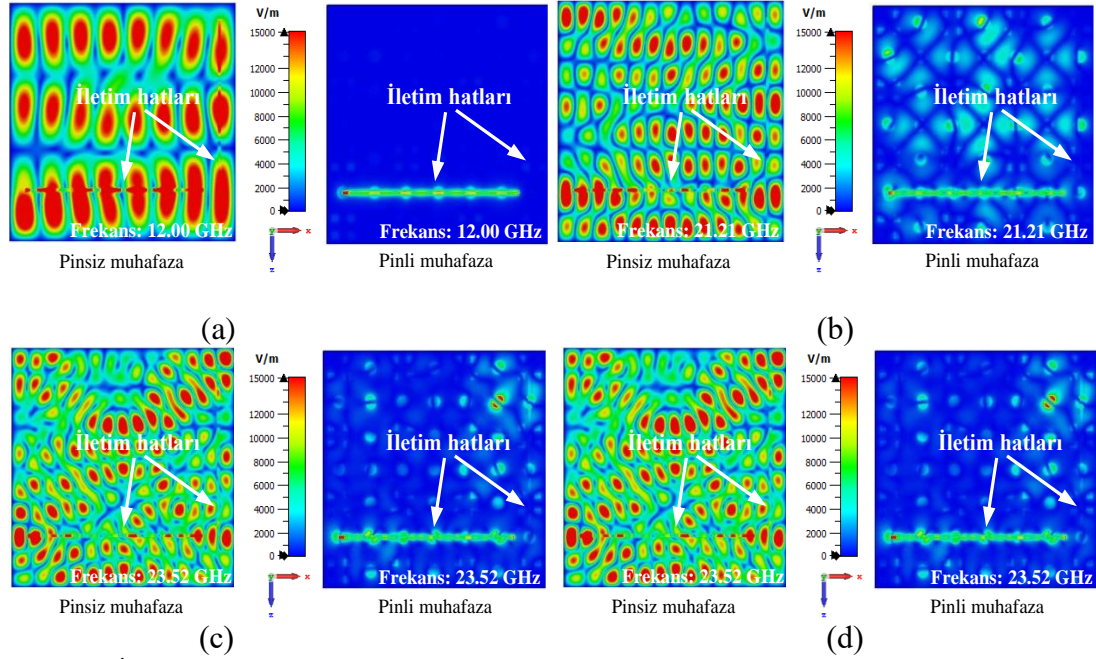 V/m
15000
12000
10000
8000
6000
4000
2000
0
İletim hatları
Frekans: 12.00 GHz
x
z
Pinsiz muhafaza
İletim hatları
Frekans: 12.00 GHz
Pinli muhafaza
(a)
V/m
15000
12000
10000
8000
6000
4000
2000
0
İletim hatları
Frekans: 21.21 GHz
x
z
Pinsiz muhafaza
İletim hatları
Frekans: 21.21 GHz
Pinli muhafaza
(b)
V/m
15000
12000
10000
8000
6000
4000
2000
0
İletim hatları
Frekans: 23.52 GHz
x
z
Pinsiz muhafaza
İletim hatları
Frekans: 23.52 GHz
Pinli muhafaza
(c)
V/m
15000
12000
10000
8000
6000
4000
2000
0
İletim hatları
Frekans: 23.52 GHz
x
z
Pinsiz muhafaza
İletim hatları
Frekans: 23.52 GHz
Pinli muhafaza
(d)